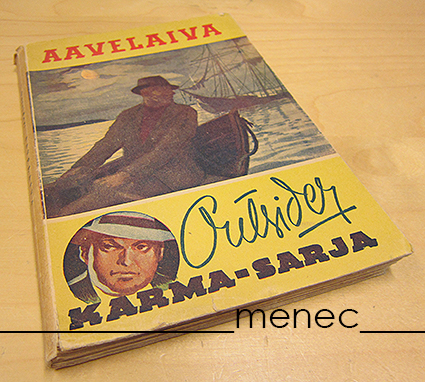 AAVELAIVA
Outsider
KARMA-SARJA
menec